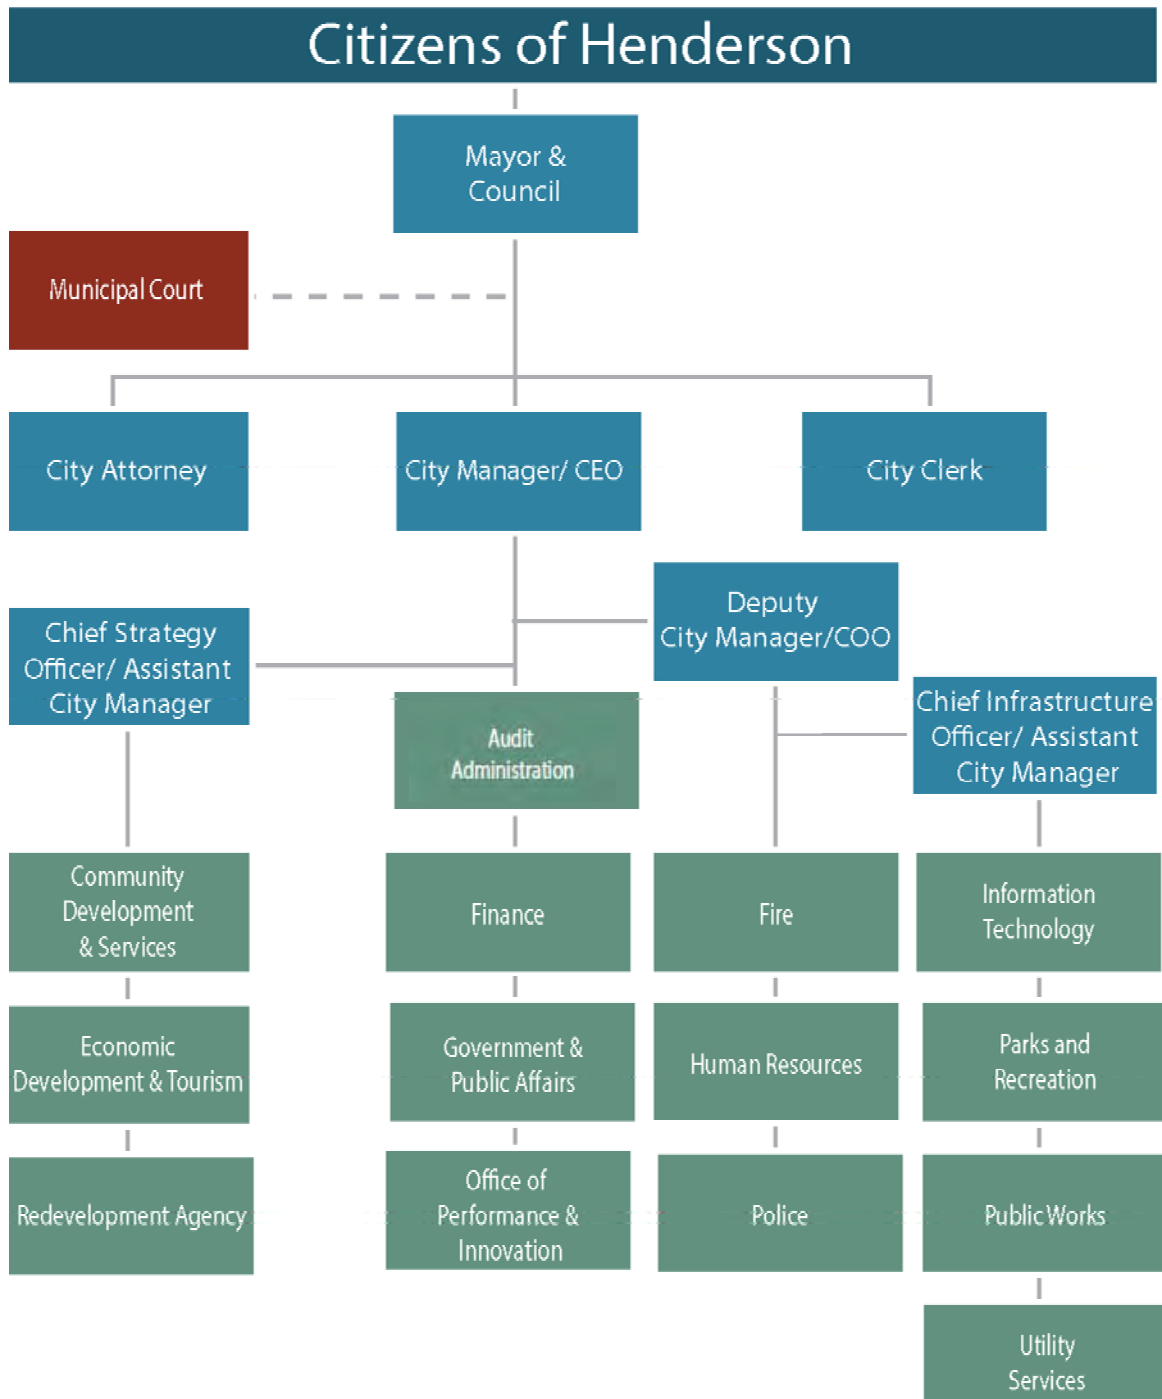 Citizens of Henderson
Mayor &
Council
Municipal Court
City Attorney
City Manager/ CEO
City Clerk
Deputy
City Manager/COO
Chief Strategy
Officer/ Assistant
City Manager
Chief Infrastructure
Officer/ Assistant
City Manager
Audit
Administration
Community
Development
& Services
Finance
Fire
Information
Technology
Economic
Development & Tourism
Government &
Public Affairs
Human Resources
Parks and
Recreation
Redevelopment Agency
Office of
Performance &
Innovation
Police
Public Works
Utility
Services